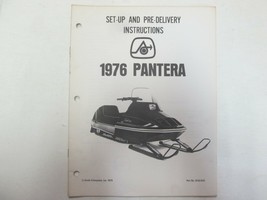 SET-UP AND PRE-DELIVERY
INSTRUCTIONS
1976 PANTERA